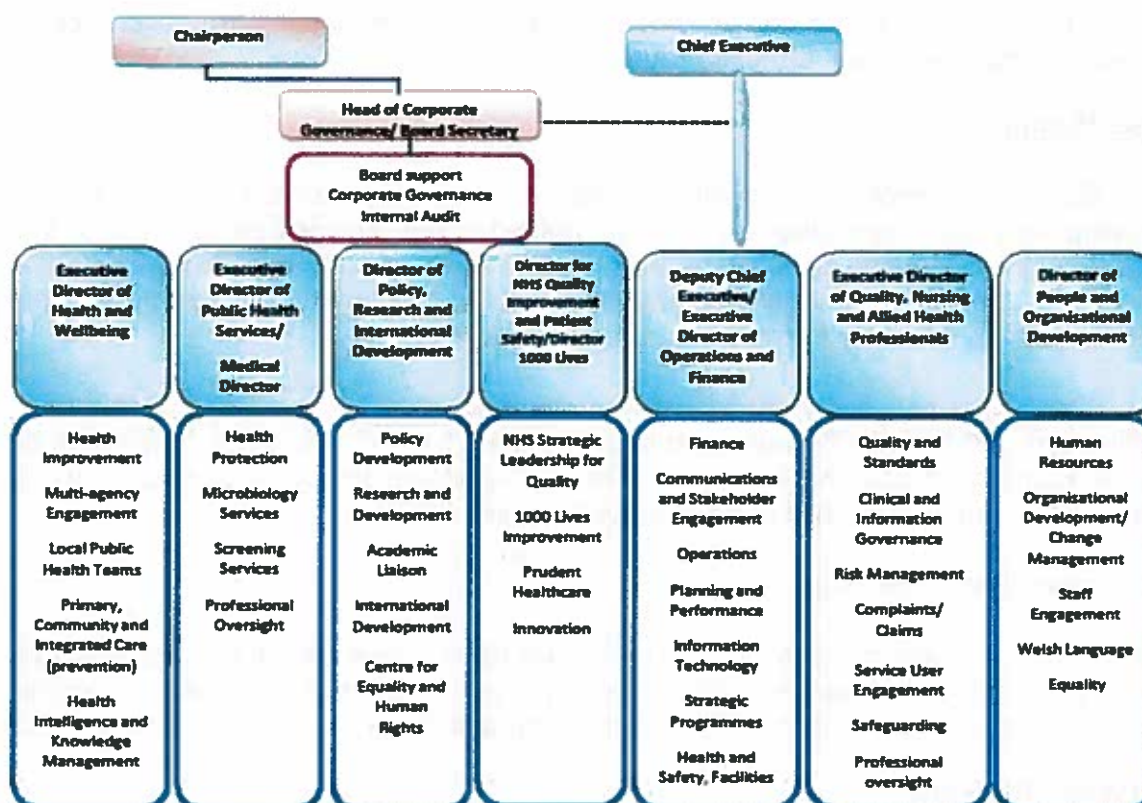 Chairperson
Chief Executive
Head of Corporate
Governance/ Board Secretary
Board support
Corporate Governance
Internal Audit
Executive
Director of
Health and
Wellbeing
Executive
Director of
Public Health
Services/
Medical
Director
Director of
Policy,
Research and
International
Development
Director for
NHS Quality
Improvement
and Patient
Safety/Director
1000 Lives
Deputy Chief
Executive/
Executive
Director of
Operations and
Finance
Executive Director
of Quality, Nursing
and Allied Health
Professionals
Director of
People and
Organisational
Development
Health
Improvement
Multi-agency
Engagement
Local Public
Health Teams
Primary,
Community and
Integrated Care
(prevention)
Health
Intelligence and
Knowledge
Management
Health
Protection
Microbiology
Services
Screening
Services
Professional
Oversight
Policy
Development
Research and
Development
Academic
Liaison
International
Development
Centre for
Equality and
Human
Rights
NHS Strategic
Leadership for
Quality
1000 Lives
Improvement
Prudent
Healthcare
Innovation
Finance
Communications
and Stakeholder
Engagement
Operations
Planning and
Performance
Information
Technology
Strategic
Programmes
Health and
Safety, Facilities
Quality and
Standards
Clinical and
Information
Governance
Risk Management
Complaints/
Claims
Service User
Engagement
Safeguarding
Professional
oversight
Human
Resources
Organisational
Development/
Change
Management
Staff
Engagement
Welsh Language
Equality